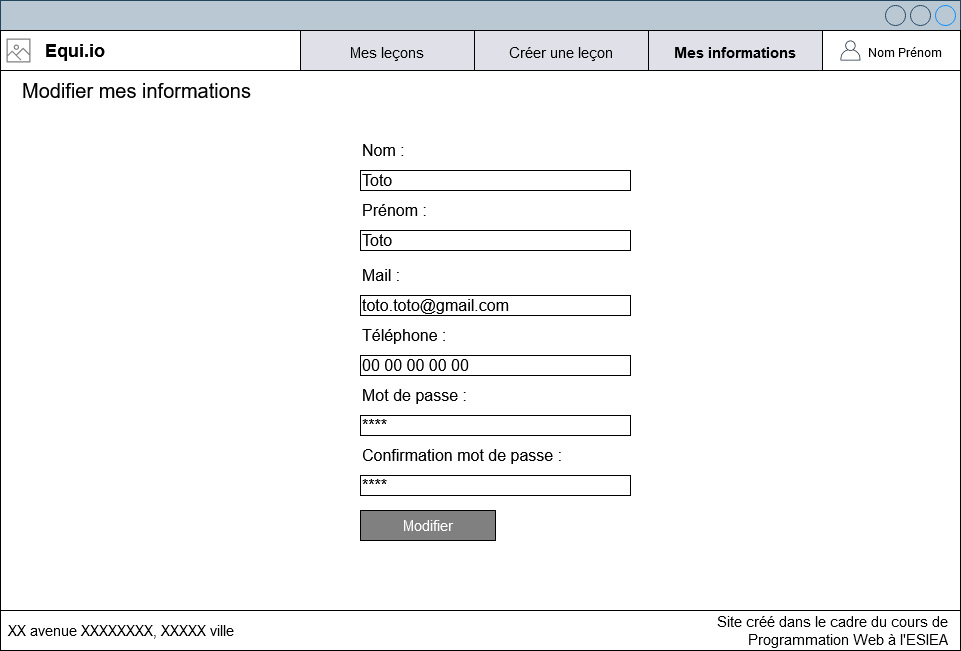 Equi.io
Mes leçons
Créer une leçon
Mes informations
Nom Prénom
Modifier mes informations
Nom :
Toto
Prénom :
Toto
Mail :
toto.toto@gmail.com
Téléphone :
00 00 00 00 00
Mot de passe :
****
Confirmation mot de passe :
****
Modifier
XX avenue XXXXXXXX, XXXXX ville
Site créé dans le cadre du cours de
Programmation Web à l'ESIEA